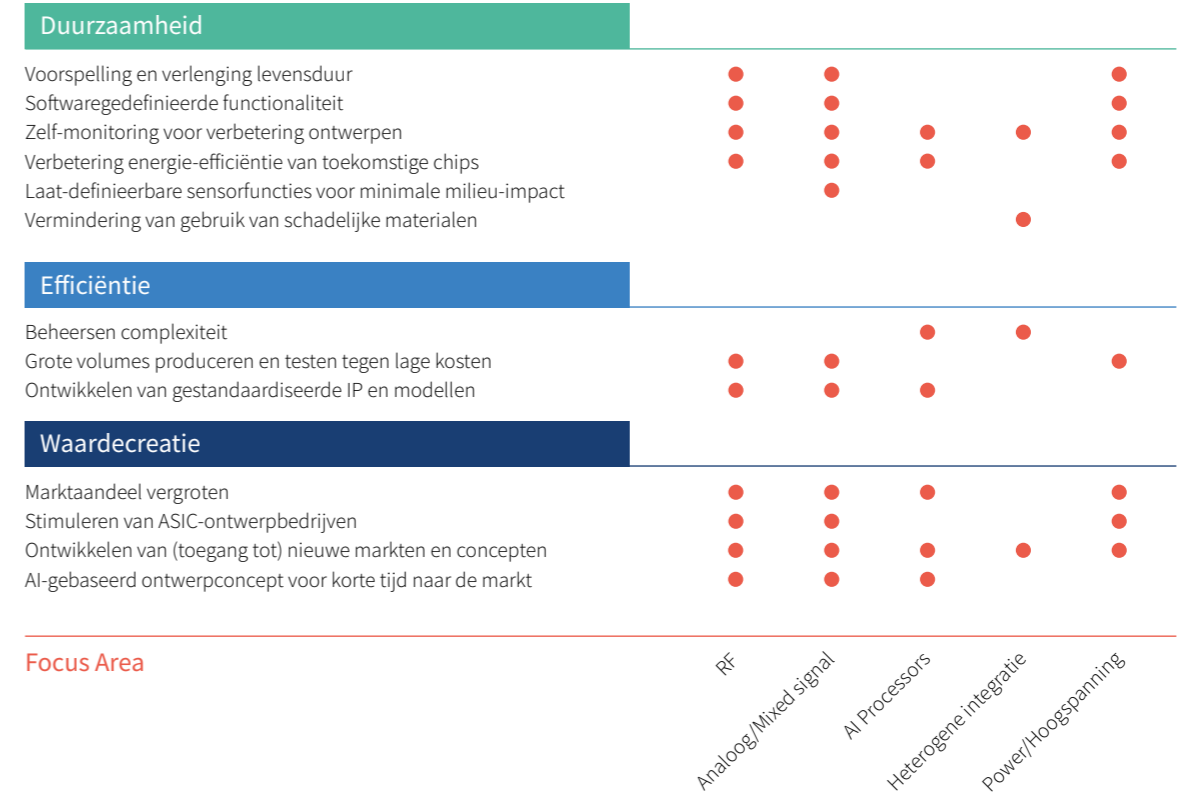 Duurzaamheid
Voorspelling en verlenging levensduur
Softwaregedefinieerde functionaliteit
Zelf-monitoring voor verbetering ontwerpen
Verbetering energie-efficiëntie van toekomstige chips
Laat-definieerbare sensorfuncties voor minimale milieu-impact
Vermindering van gebruik van schadelijke materialen
Efficiëntie
Beheersen complexiteit
Grote volumes produceren en testen tegen lage kosten
Ontwikkelen van gestandaardiseerde IP en modellen
Waardecreatie
Marktaandeel vergroten
Stimuleren van ASIC-ontwerpbedrijven
Ontwikkelen van (toegang tot) nieuwe markten en concepten
AI-gebaseerd ontwerpconcept voor korte tijd naar de markt
Focus Area
RF
Analoog/Mixed signal
AI Processors
Heterogene integratie
Power/Hoogspanning